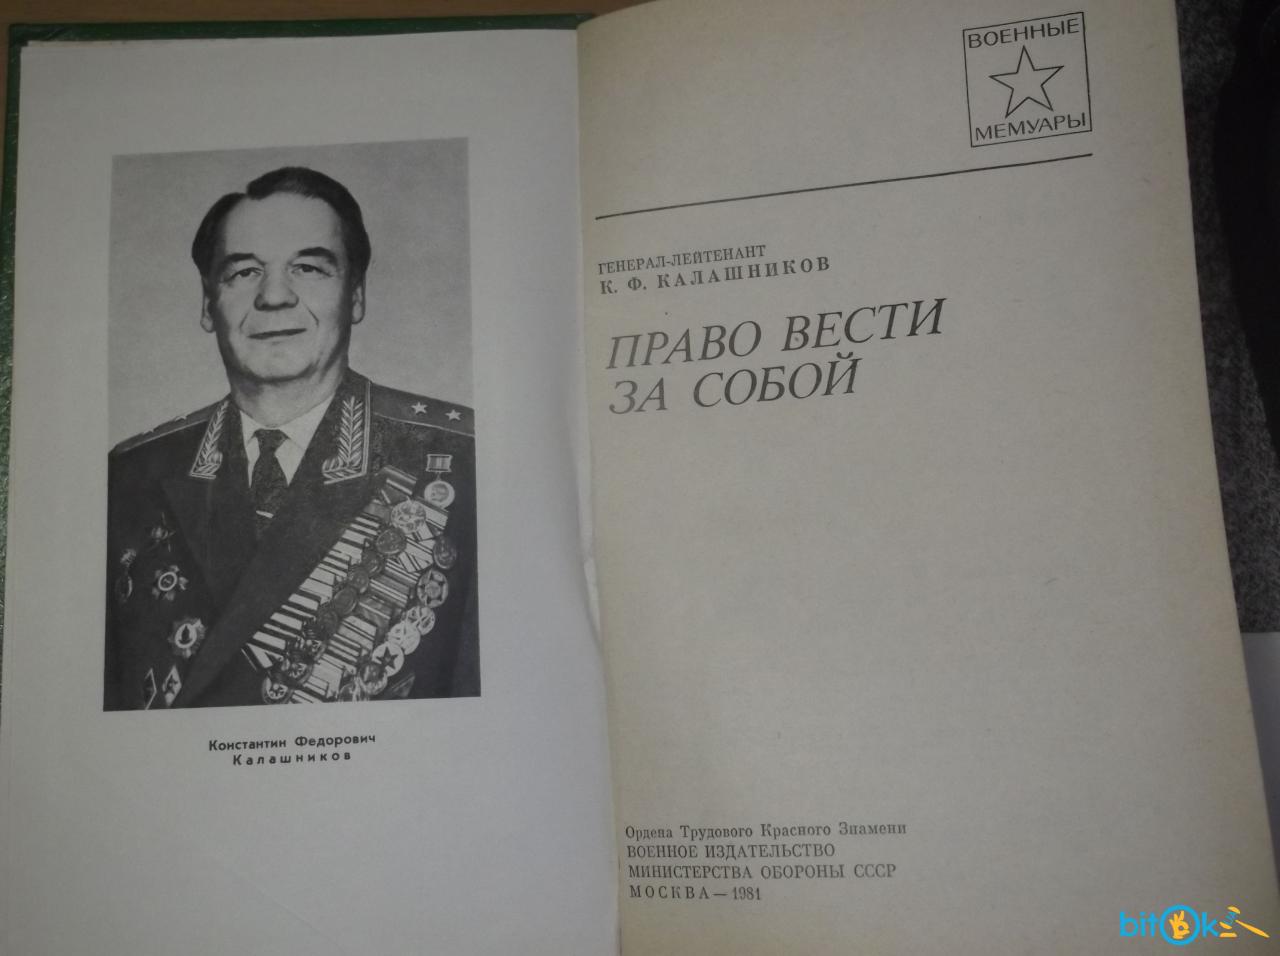 Константин Федорович
Калашников
ВОЕННЫЕ
МЕМУАРЫ
ГЕНЕРАЛ-ЛЕЙТЕНАНТ
К. Ф. КАЛАШНИКОВ
ПРАВО ВЕСТИ
ЗА СОБОЙ
Ордена Трудового Красного Знамени
ВОЕННОЕ ИЗДАТЕЛЬСТВО
МИНИСТЕРСТВА ОБОРОНЫ СССР
МОСКВА — 1981
bitOk